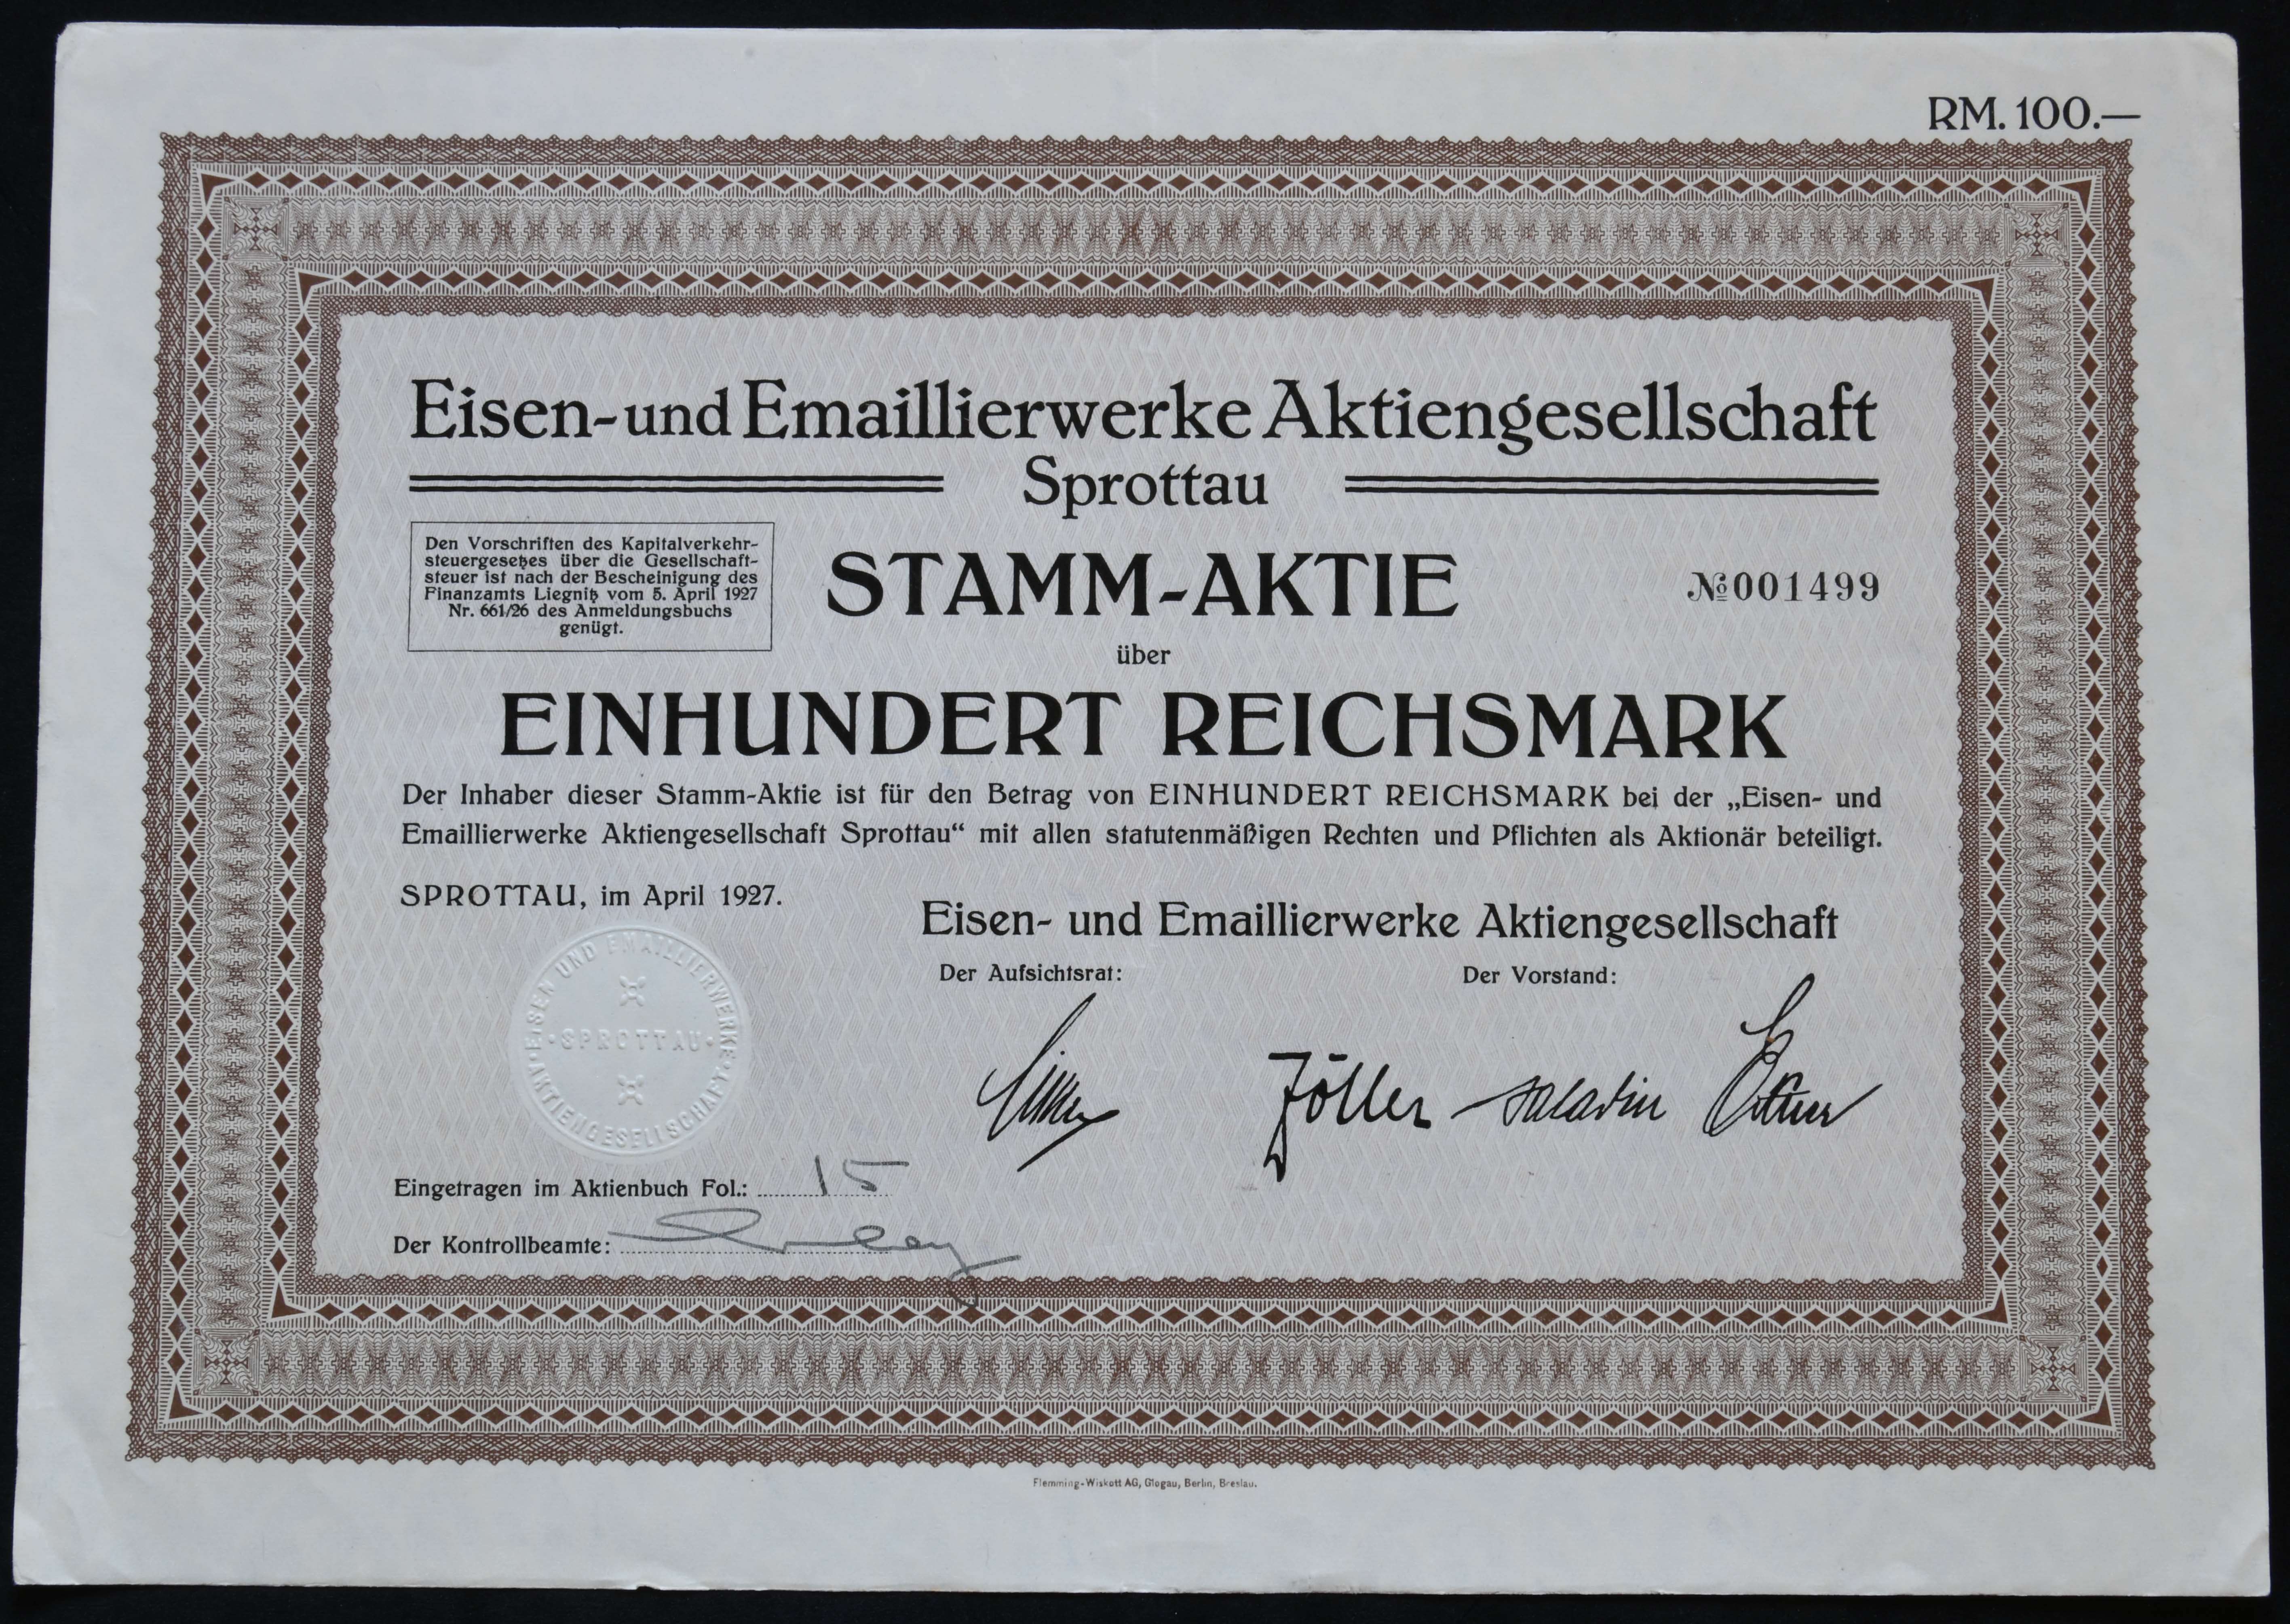 RM. 100.—
Eisen- und Emaillierwerke Aktiengesellschaft
Sprottau
Den Vorschriften des Kapitalverkehr-
steuergesetzes über die Gesellschaft-
steuer ist nach der Bescheinigung des
Finanzamts Liegnitz vom 5. April 1927
Nr. 661/26 des Anmeldungsbuchs
genügt.
STAMM-AKTIE
№ 001499
über
EINHUNDERT REICHSMARK
Der Inhaber dieser Stamm-Aktie ist für den Betrag von EINHUNDERT REICHSMARK bei der „Eisen- und
Emaillierwerke Aktiengesellschaft Sprottau“ mit allen statutenmäßigen Rechten und Pflichten als Aktionär beteiligt.
SPROTTAU, im April 1927.
Eisen- und Emaillierwerke Aktiengesellschaft
Der Aufsichtsrat:
Der Vorstand:
Zöller Saladin
EISEN UND EMAILLIERWERKE
SPROTTAU
AKTIENGESELLSCHAFT
Eingetragen im Aktienbuch Fol.: 15
Der Kontrollbeamte:
Flemming-Wiskott AG, Glogau, Berlin, Breslau.